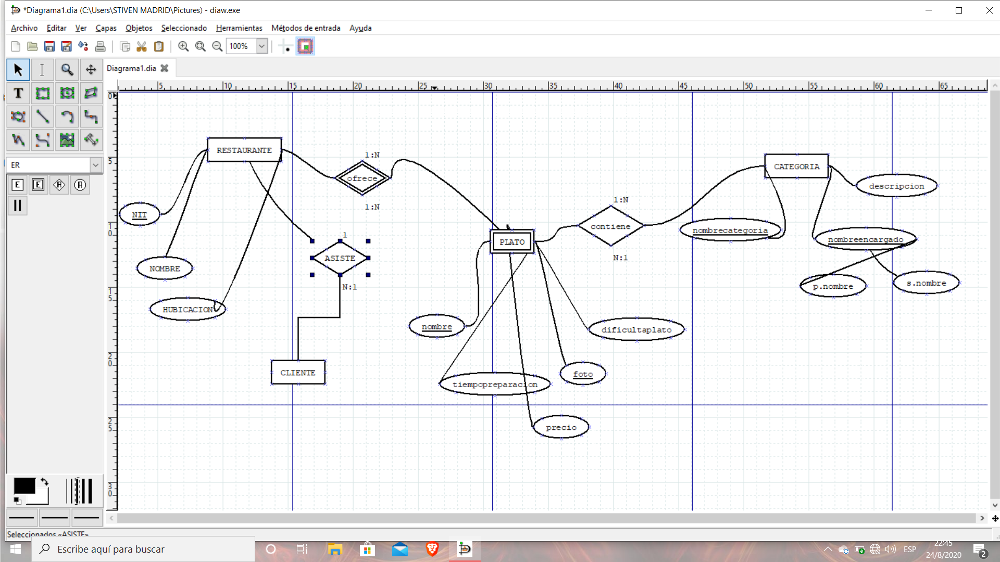 *Diagrama1.dia (C:\Users\STIVEN MADRID\Pictures) - diaw.exe
Archivo Editar Ver Capas Objetos Seleccionado Herramientas Métodos de entrada Ayuda
100%
Diagrama1.dia
5 10 15 20 25 30 35 40 45 50 55 60 65
0
5
10
15
20
25
30
T
ER
E E R A
RESTAURANTE
1:N
ofrece
1:N
CATEGORIA
descripcion
NIT
1:N
contiene
N:1
nombrecategoria
nombreencargado
1
PLATO
ASISTE
NOMBRE
N:1
p.nombre
s.nombre
HUBICACION
nombre
dificultaplato
CLIENTE
foto
tiempopreparacion
precio
Seleccionados «ASISTE»
Escribe aquí para buscar
ESP
22:45
24/8/2020
2